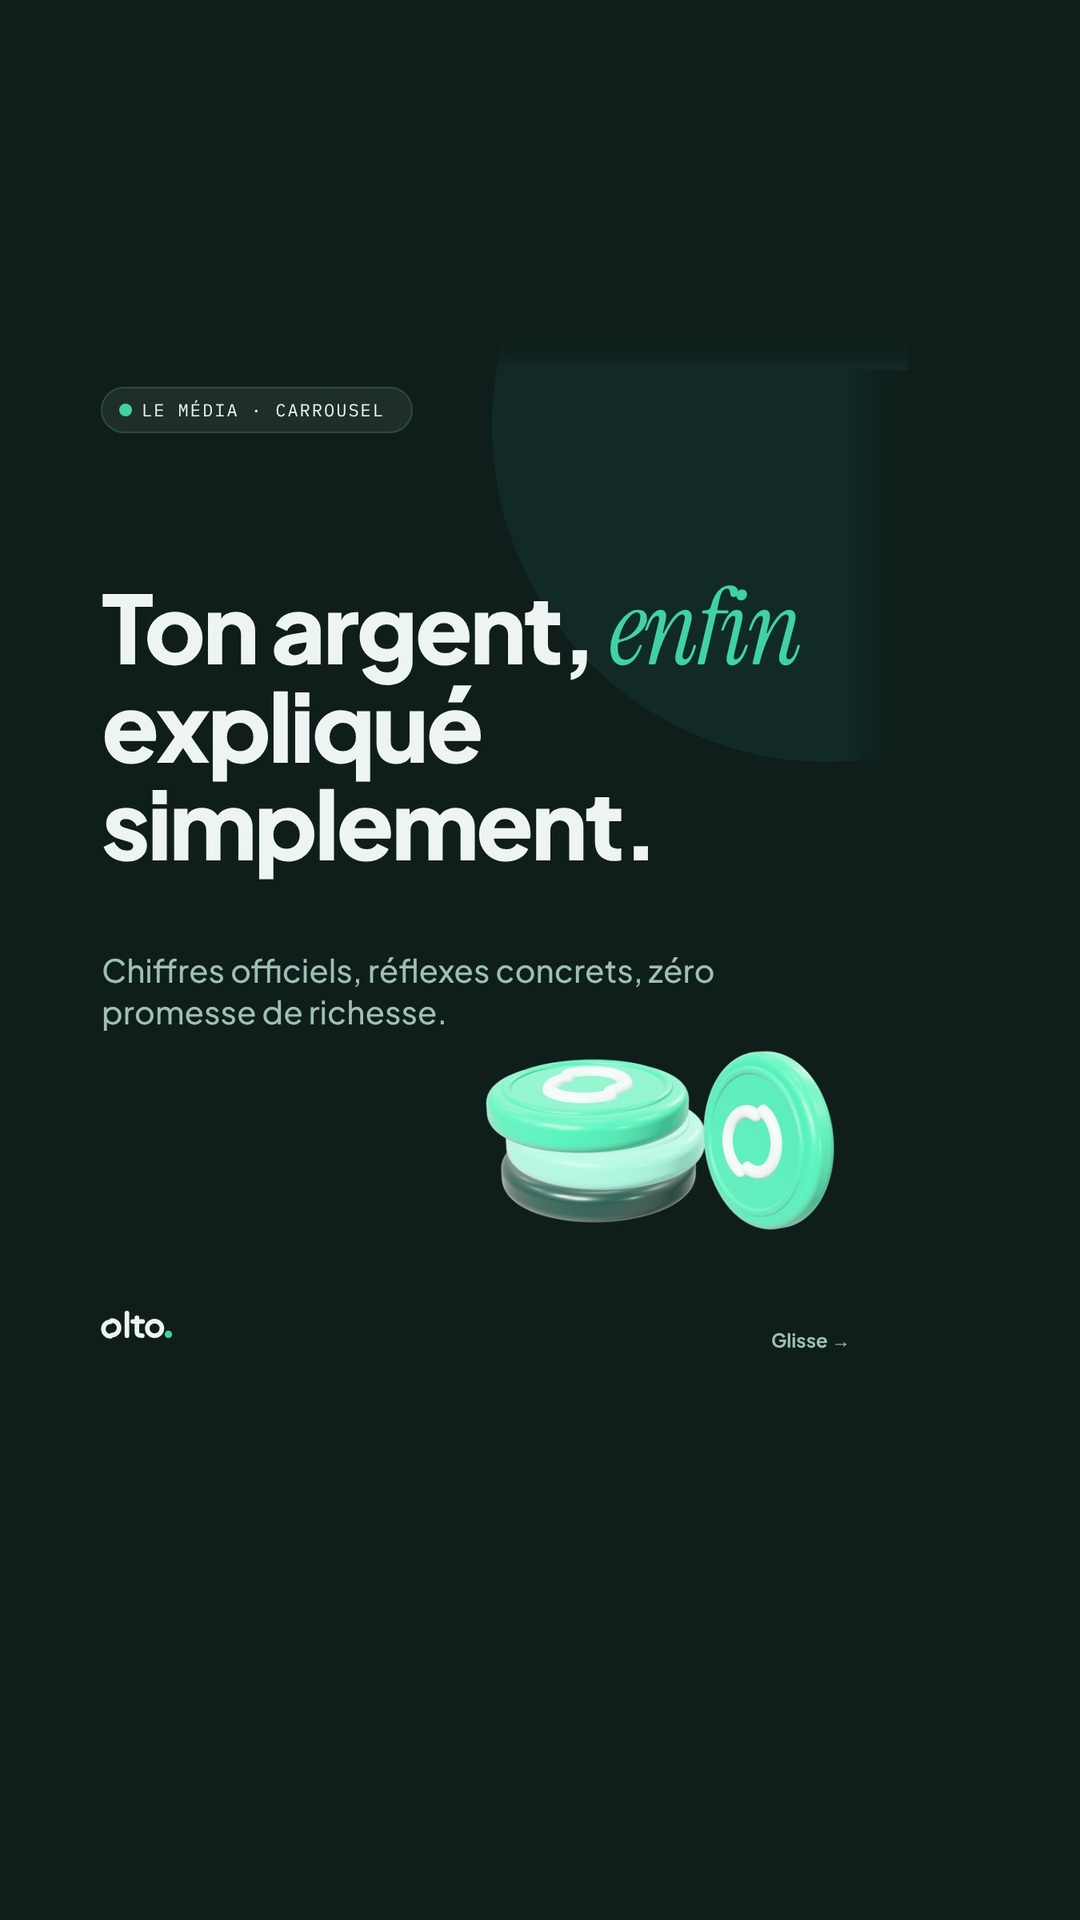 LE MÉDIA · CARROUSEL
Ton argent, enfin
expliqué
simplement.
Chiffres officiels, réflexes concrets, zéro
promesse de richesse.
olto.
Glisse →